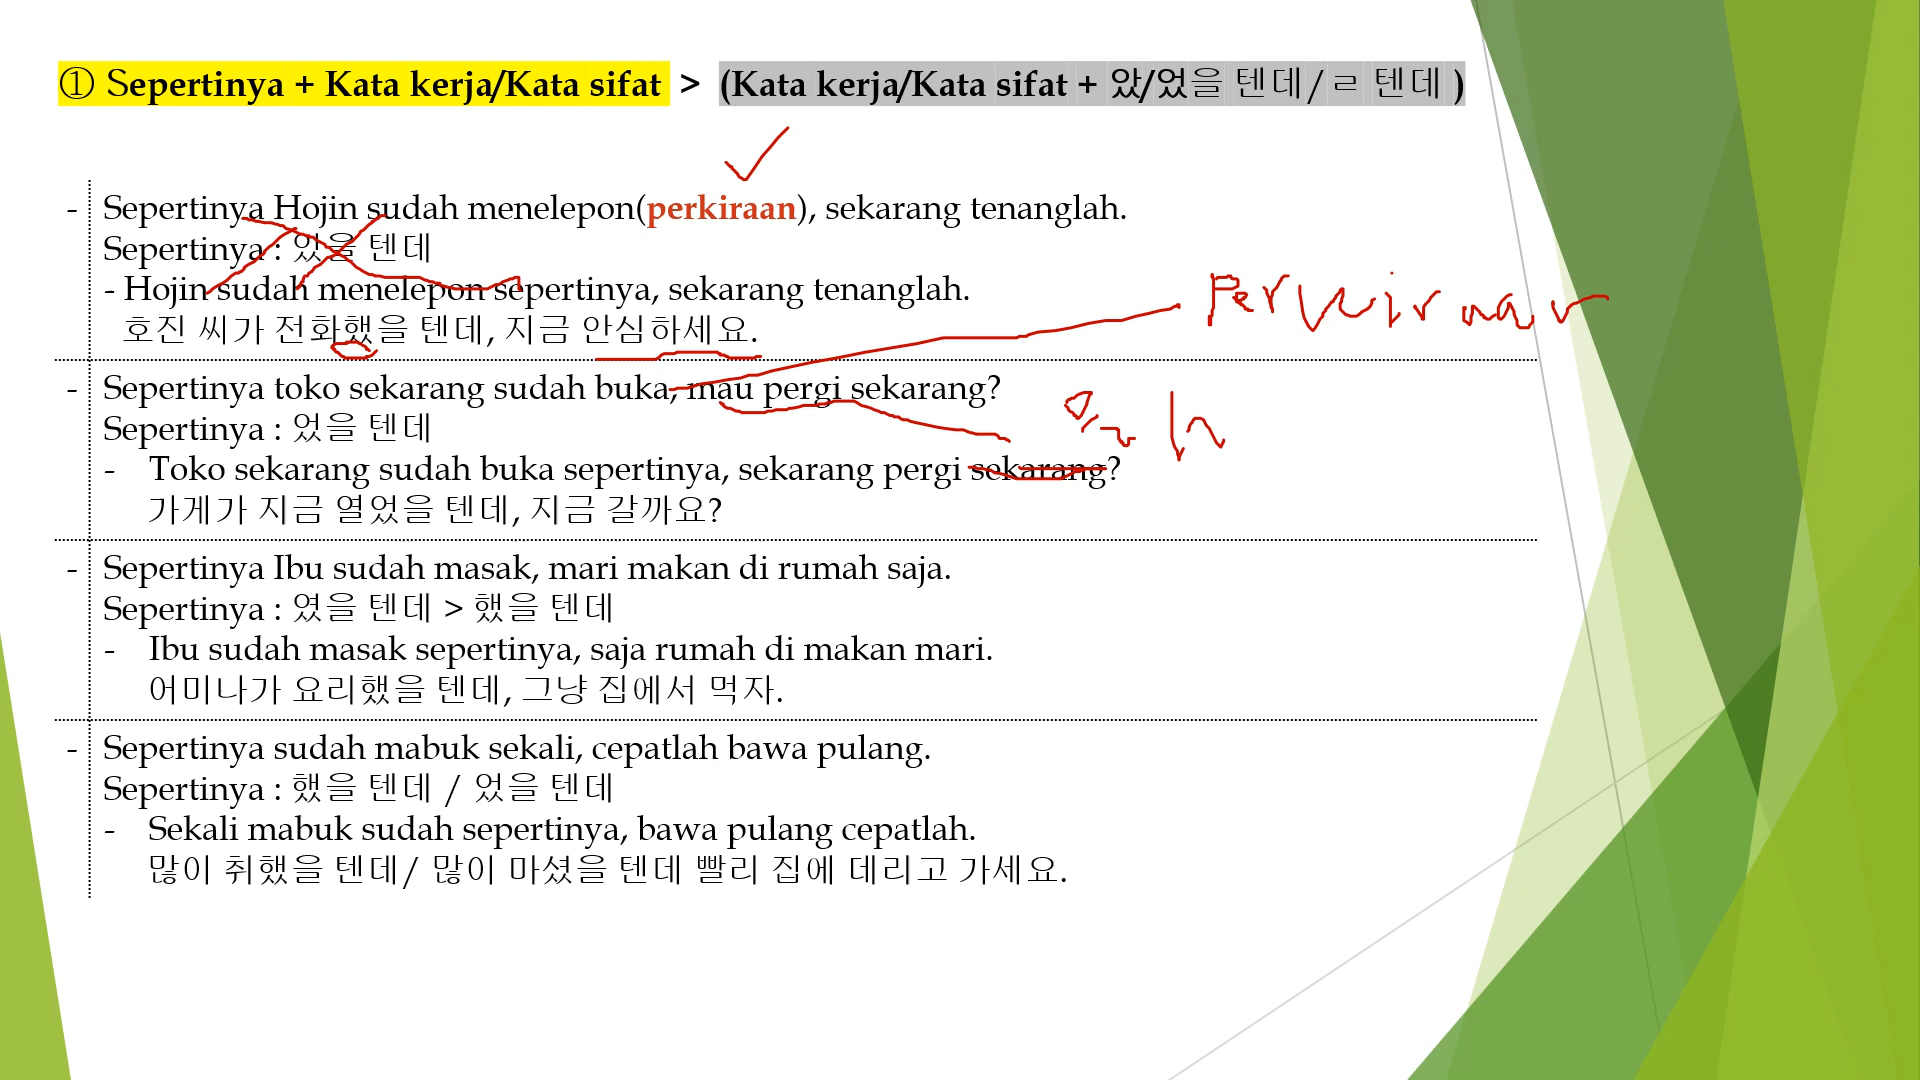 ① Sepertinya + Kata kerja/Kata sifat > (Kata kerja/Kata sifat + 았/었을 텐데/ㄹ 텐데 )
- Sepertinya Hojin sudah menelepon(perkiraan), sekarang tenanglah.
Sepertinya : 있을 텐데
- Hojin sudah menelepon sepertinya, sekarang tenanglah.
호진 씨가 전화했을 텐데, 지금 안심하세요.
- Sepertinya toko sekarang sudah buka, mau pergi sekarang?
Sepertinya : 었을 텐데
- Toko sekarang sudah buka sepertinya, sekarang pergi sekarang?
가게가 지금 열었을 텐데, 지금 갈까요?
- Sepertinya Ibu sudah masak, mari makan di rumah saja.
Sepertinya : 였을 텐데 > 했을 텐데
- Ibu sudah masak sepertinya, saja rumah di makan mari.
어미나가 요리했을 텐데, 그냥 집에서 먹자.
- Sepertinya sudah mabuk sekali, cepatlah bawa pulang.
Sepertinya : 했을 텐데 / 었을 텐데
- Sekali mabuk sudah sepertinya, bawa pulang cepatlah.
많이 취했을 텐데/ 많이 마셨을 텐데 빨리 집에 데리고 가세요.